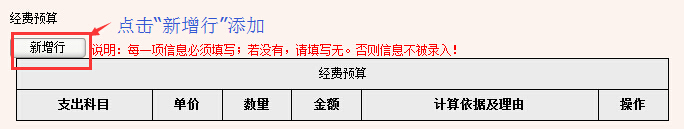 经费预算
点击“新增行”添加
新增行
说明：每一项信息必须填写；若没有，请填写无。否则信息不被录入！
经费预算
支出科目 单价 数里 金额 计算依据及理由 操作